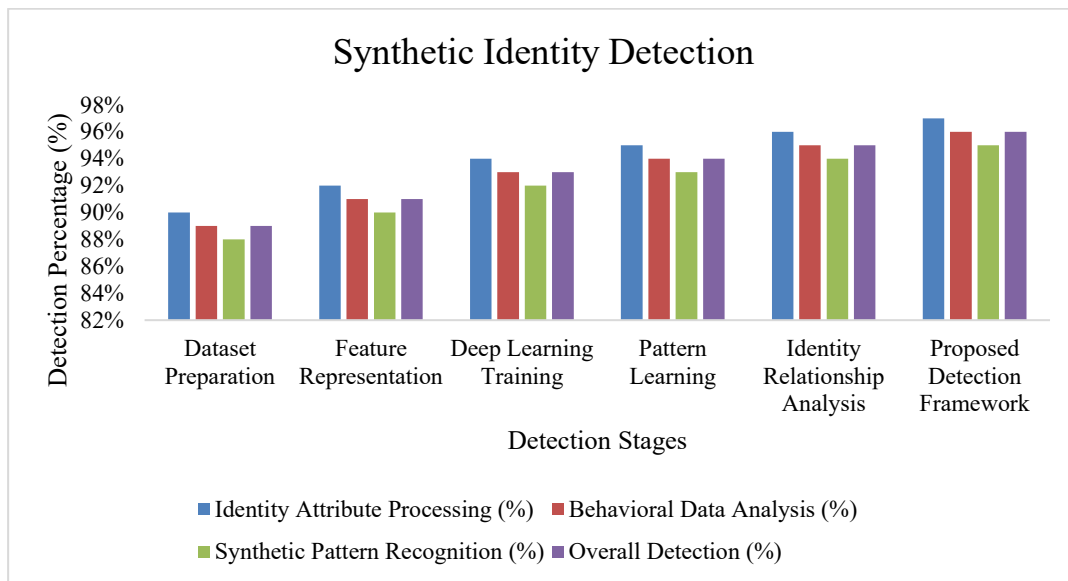 Synthetic Identity Detection
Detection Percentage (%)
98%
96%
94%
92%
90%
88%
86%
84%
82%
Dataset
Preparation
Feature
Representation
Deep Learning
Training
Pattern
Learning
Identity
Relationship
Analysis
Proposed
Detection
Framework
Detection Stages
Identity Attribute Processing (%)
Behavioral Data Analysis (%)
Synthetic Pattern Recognition (%)
Overall Detection (%)